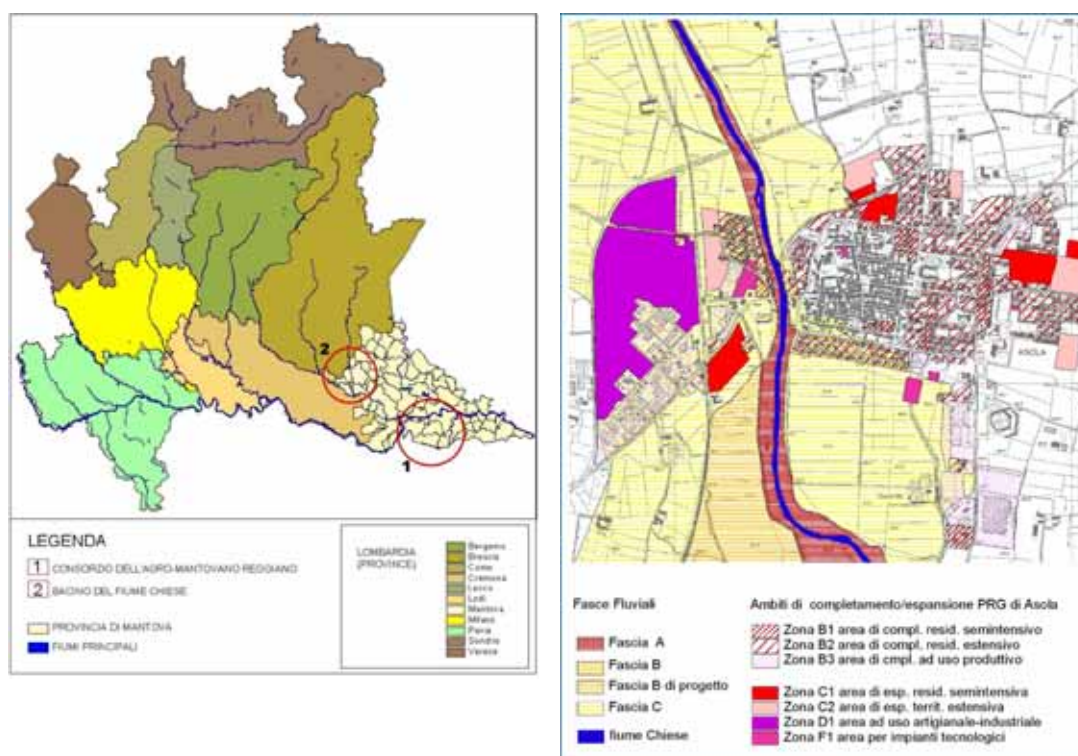 2
1
LEGENDA
1 CONSORDO DELL'AGRO-MANTOVANO REGGIANO
2 BACINO DEL FIUME CHIESE
PROVINCIA DI MANTOVA
FIUMI PRINCIPALI
LOMBARDIA
(PROVINCE)
Bergamo
Brescia
Como
Cremona
Lecco
Lodi
Mantova
Milano
Pavia
Sondrio
Varese
ASOLA
Fasce Fluviali
Fascia A
Fascia B
Fascia B di progetto
Fascia C
fiume Chiese
Ambiti di completamento/espansione PRG di Asola
Zona B1 area di compl. resid. semintensivo
Zona B2 area di compl. resid. estensivo
Zona B3 area di cmpl. ad uso produttivo
Zona C1 area di esp. resid. semintensiva
Zona C2 area di esp. territ. estensiva
Zona D1 area ad uso artigianale-industriale
Zona F1 area per impianti tecnologici